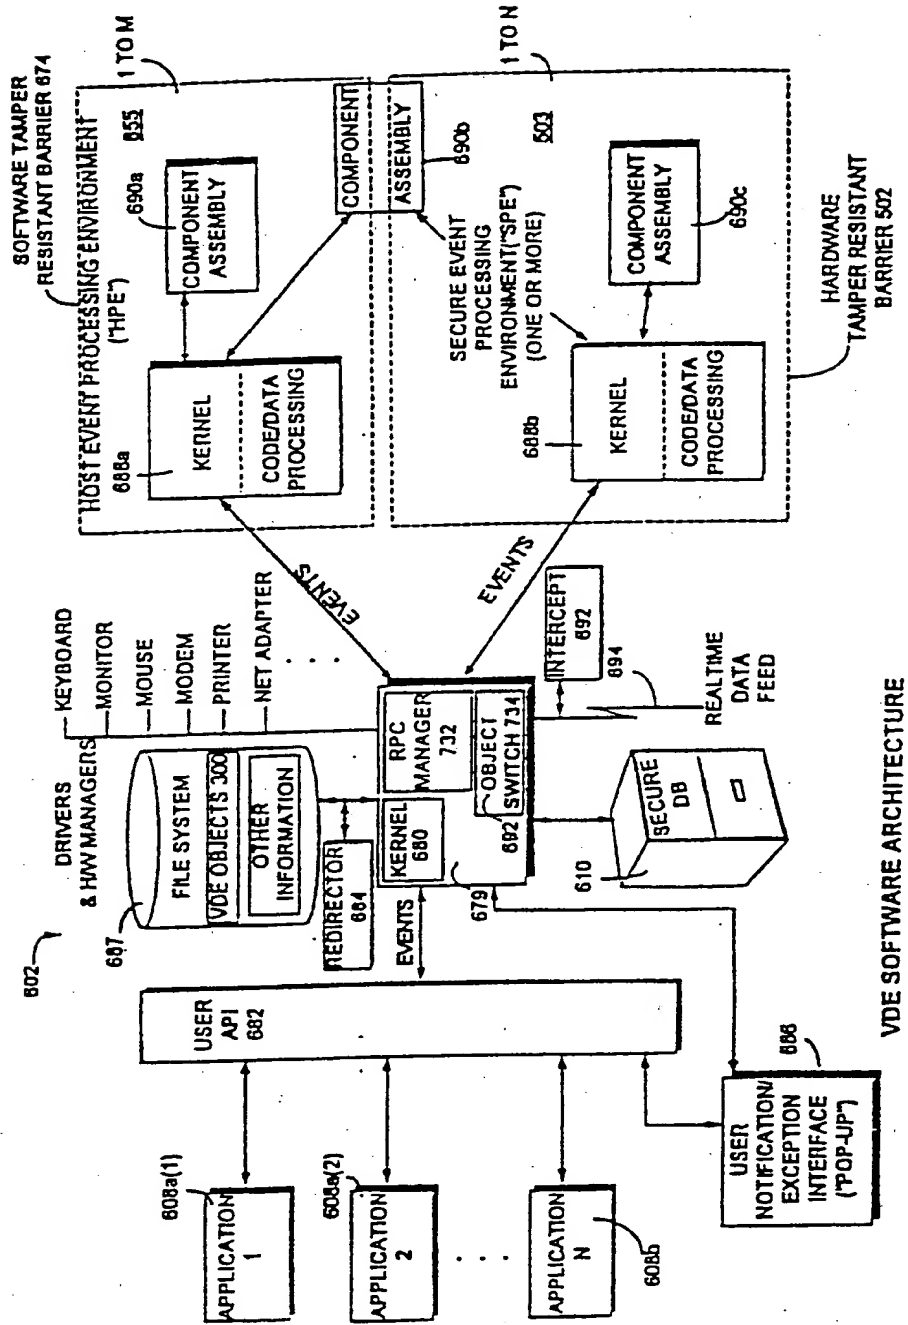 602
DRIVERS
& H/W MANAGERS
KEYBOARD
MONITOR
MOUSE
MODEM
PRINTER
NET ADAPTER
. . . .
SOFTWARE TAMPER
RESISTANT BARRIER 674
HOST EVENT PROCESSING ENVIRONMENT
("HPE")
655
1 TO M
688a
KERNEL
CODE/DATA
PROCESSING
690a
COMPONENT
ASSEMBLY
COMPONENT
ASSEMBLY
690b
1 TO N
503
SECURE EVENT
PROCESSING
ENVIRONMENT("SPE")
(ONE OR MORE)
688b
KERNEL
CODE/DATA
PROCESSING
COMPONENT
ASSEMBLY
690c
HARDWARE
TAMPER RESISTANT
BARRIER 502
687
FILE SYSTEM
VDE OBJECTS 300
OTHER
INFORMATION
REDIRECTOR
684
EVENTS
EVENTS
EVENTS
KERNEL
680
RPC
MANAGER
732
692
OBJECT
SWITCH 734
679
INTERCEPT
692
694
REALTIME
DATA
FEED
610
SECURE
DB
USER
API
682
608a(1)
APPLICATION
1
608a(2)
APPLICATION
2
. . .
APPLICATION
N
608b
686
USER
NOTIFICATION/
EXCEPTION
INTERFACE
("POP-UP")
VDE SOFTWARE ARCHITECTURE